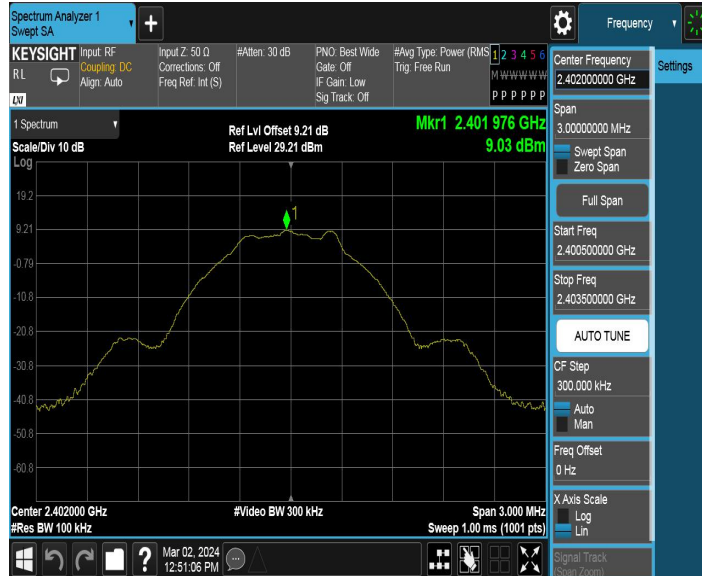 Spectrum Analyzer 1
Swept SA
Frequency
KEYSIGHT
RL
LXI
Input: RF
Coupling: DC
Align: Auto
Input Z: 50 Ω
Corrections: Off
Freq Ref: Int (S)
#Atten: 30 dB
PNO: Best Wide
Gate: Off
IF Gain: Low
Sig Track: Off
#Avg Type: Power (RMS
Trig: Free Run
1 2 3 4 5 6
M W W W W W
P P P P P P
Center Frequency
2.402000000 GHz
Settings
Span
3.00000000 MHz
Swept Span
Zero Span
Full Span
Start Freq
2.400500000 GHz
Stop Freq
2.403500000 GHz
AUTO TUNE
CF Step
300.000 kHz
Auto
Man
Freq Offset
0 Hz
X Axis Scale
Log
Lin
Signal Track
(Span Zoom)
1 Spectrum
Scale/Div 10 dB
Ref Lvl Offset 9.21 dB
Ref Level 29.21 dBm
Mkr1 2.401 976 GHz
9.03 dBm
Log
19.2
9.21
-0.79
-10.8
-20.8
-30.8
-40.8
-50.8
-60.8
1
Center 2.402000 GHz
#Res BW 100 kHz
#Video BW 300 kHz
Span 3.000 MHz
Sweep 1.00 ms (1001 pts)
?
Mar 02, 2024
12:51:06 PM